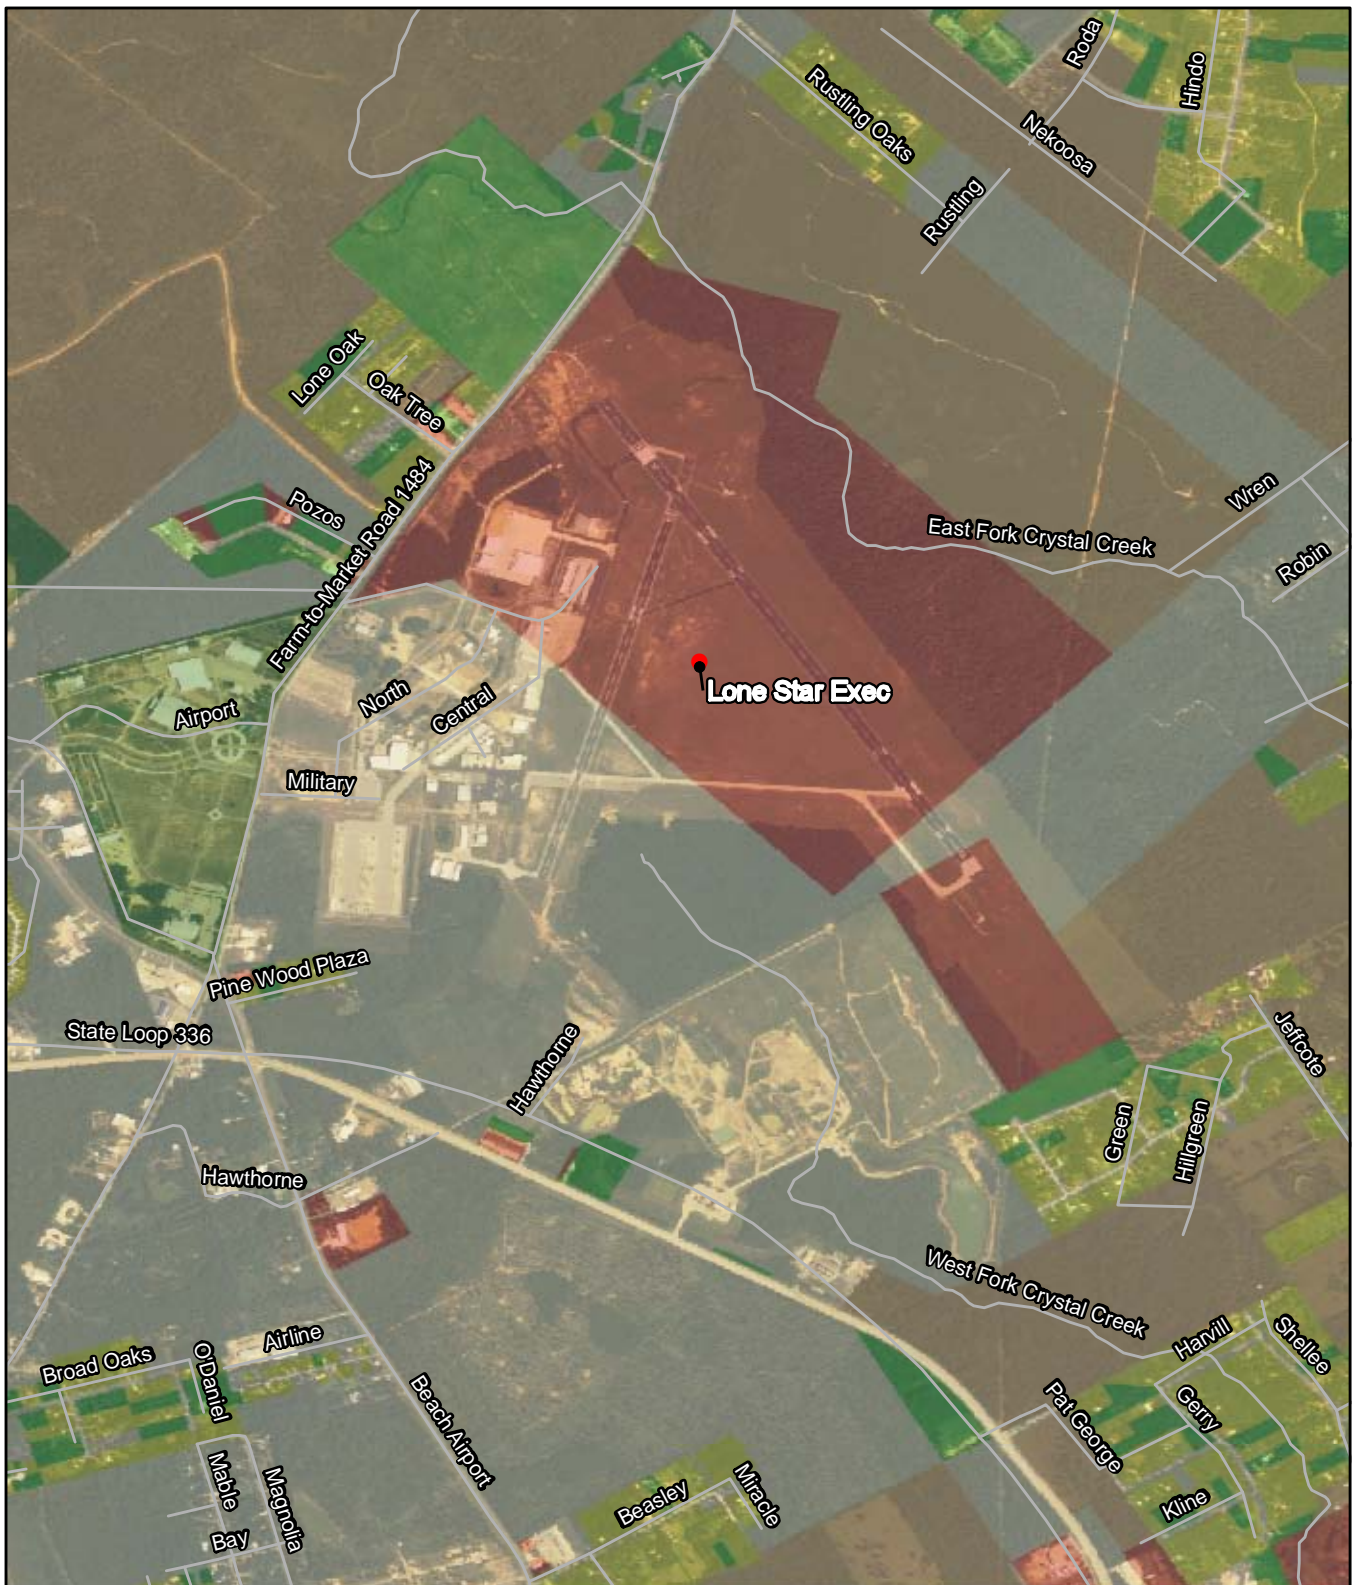 Roda
Hindo
Rustling Oaks
Nekoosa
Rustling
Lone Oak
Oak Tree
Pozos
Farm-to-Market Road 1484
Wren
East Fork Crystal Creek
Robin
Lone Star Exec
North
Central
Airport
Military
Pine Wood Plaza
State Loop 336
Hawthorne
Jeffcote
Green
Hillgreen
Hawthorne
West Fork Crystal Creek
Harvill
Shellee
Airline
Broad Oaks
O'Daniel
Beach Airport
Pat George
Gerry
Mable
Magnolia
Beasley
Miracle
Kline
Bay